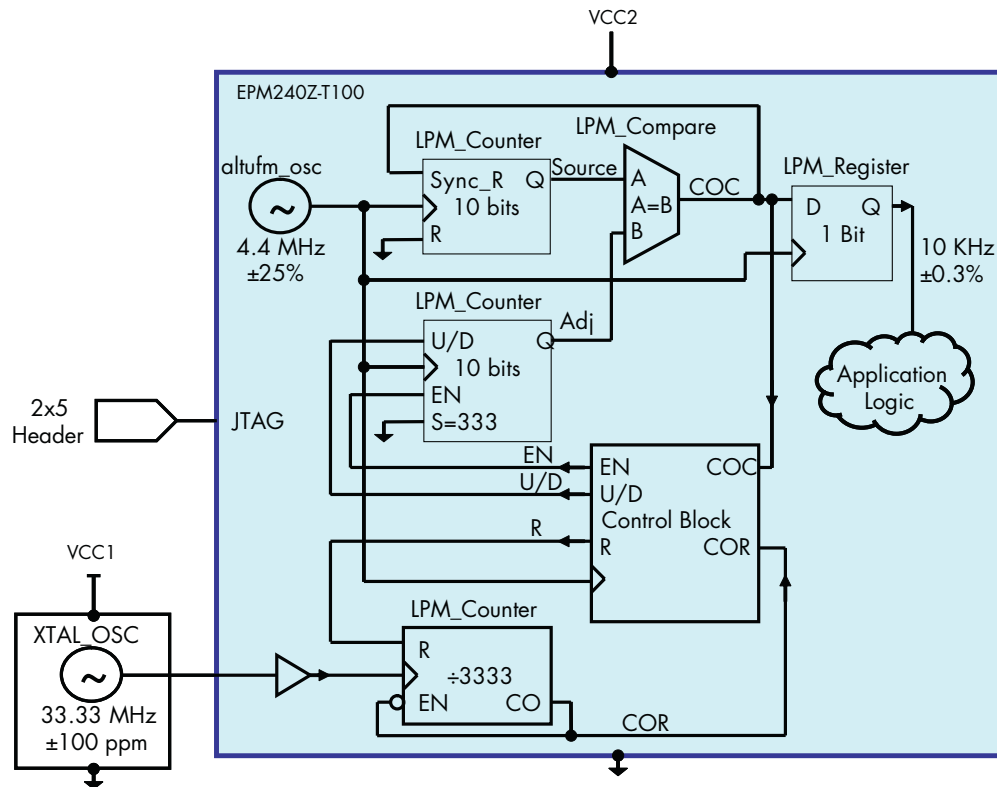 VCC2
EPM240Z-T100
LPM_Compare
LPM_Counter
LPM_Register
altufm_osc
Source
COC
Sync_R Q
A
D Q
10 bits
A=B
1 Bit
R
B
4.4 MHz
±25%
10 KHz
±0.3%
LPM_Counter
Adj
U/D Q
10 bits
EN
S=333
Application
Logic
2x5
Header
JTAG
EN
EN COC
U/D
U/D
Control Block
R
R COR
VCC1
LPM_Counter
XTAL_OSC
R
÷3333
EN CO
33.33 MHz
±100 ppm
COR